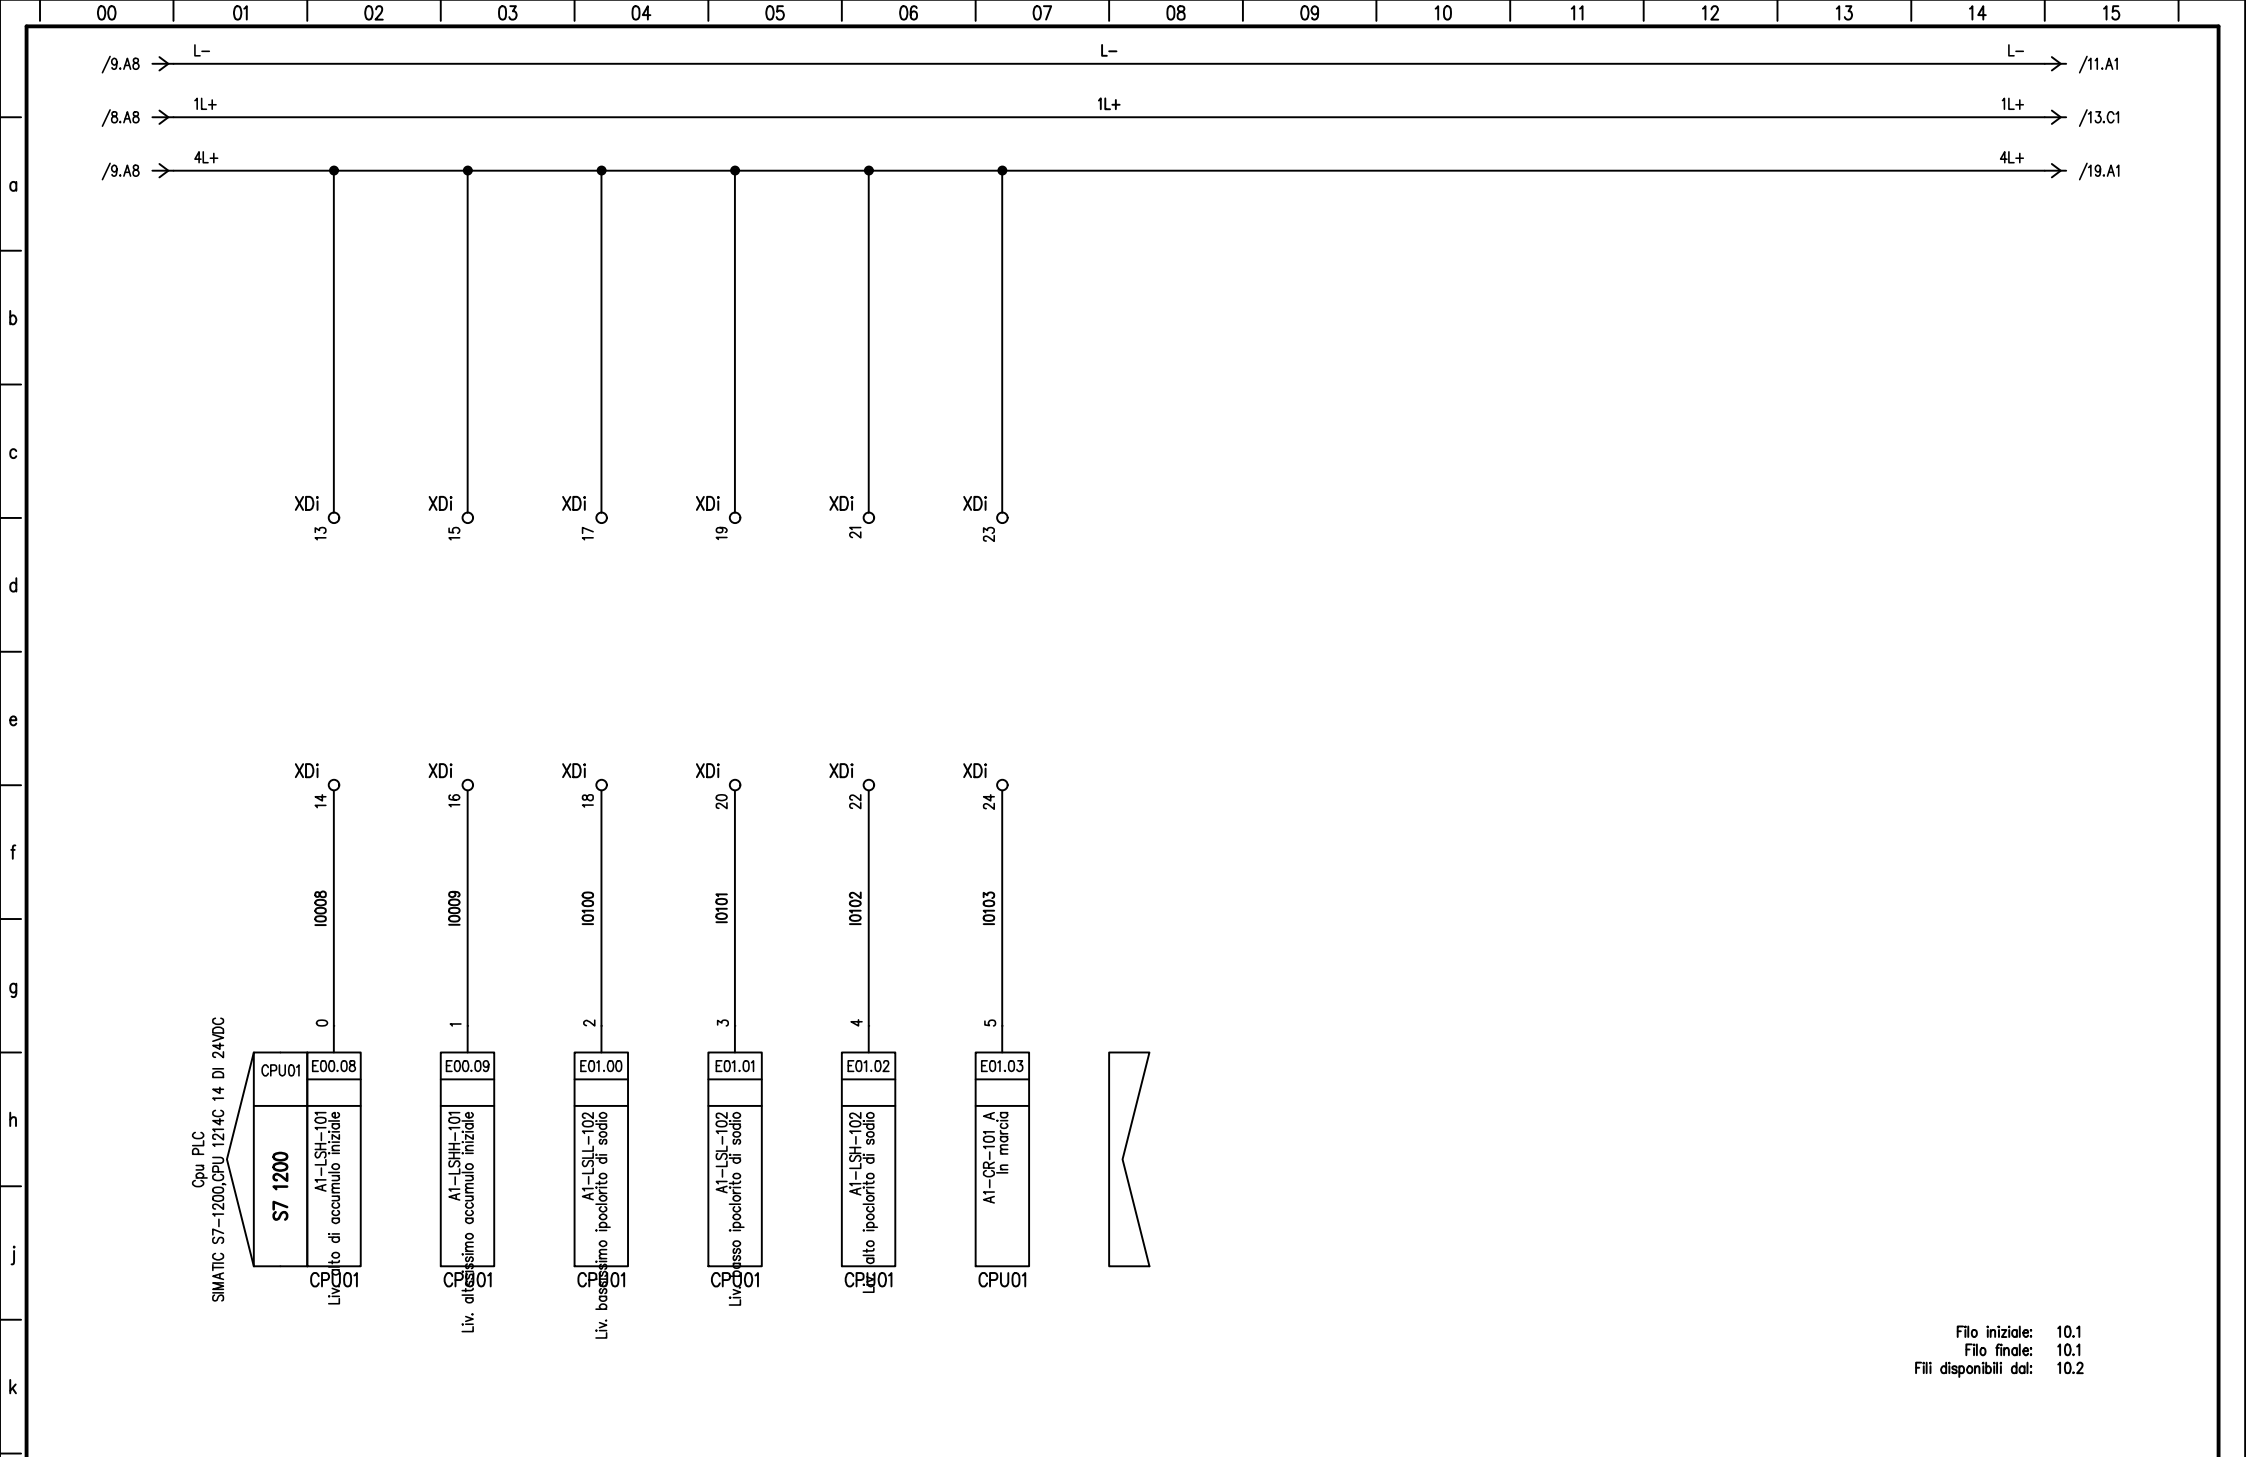 00 01 02 03 04 05 06 07 08 09 10 11 12 13 14 15
L- L- L-
/9.A8 /11.A1
1L+ 1L+ 1L+
/8.A8 /13.C1
4L+ 4L+
/9.A8 /19.A1
a
b
c
XDi XDi XDi XDi XDi XDi
13 15 17 19 21 23
d
e
XDi XDi XDi XDi XDi XDi
14 16 18 20 22 24
f
I0008 I0009 I0100 I0101 I0102 I0103
g
0 1 2 3 4 5
Cpu PLC
SIMATIC S7-1200,CPU 1214C 14 DI 24VDC
CPU01 E00.08 E00.09 E01.00 E01.01 E01.02 E01.03
h
S7 1200
A1-LSH-101
Liv. alto di accumulo iniziale
A1-LSHH-101
Liv. altassissimo accumulo iniziale
A1-LSLL-102
Liv. bassissimo ipoclorito di sodio
A1-LSL-102
Liv. basso ipoclorito di sodio
A1-LSH-102
Liv. alto ipoclorito di sodio
A1-CR-101 A
In marcia
j
CPU01 CPU01 CPU01 CPU01 CPU01 CPU01
Filo iniziale: 10.1
Filo finale: 10.1
Fili disponibili dal: 10.2
k